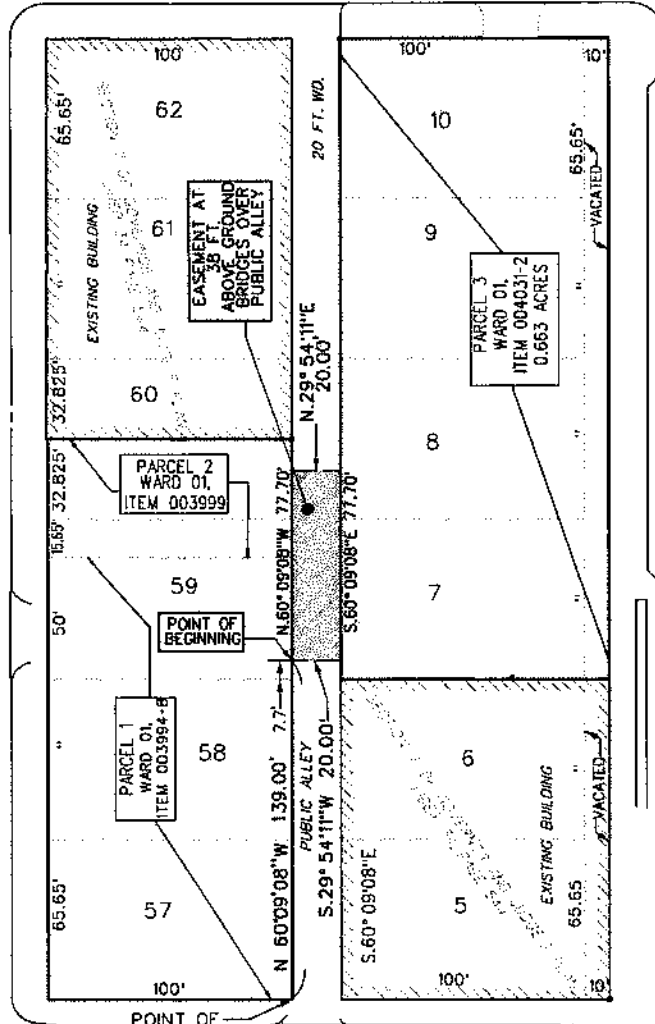 100'
62
65.65'
61
EXISTING BUILDING
60
32.825'
EASEMENT AT
38 FT.
ABOVE GROUND
BRIDGES OVER
PUBLIC ALLEY
20 FT. WD.
N.29° 54'11"E
20.00'
100'
10'
10
65.65'
VACATED
9
"
PARCEL 3
WARD 01,
ITEM 004031-2
0.663 ACRES
8
"
7
"
32.825'
PARCEL 2
WARD 01,
ITEM 003999
15.65'
59
50'
N.60° 09'08"W 77.70'
S.60° 09'08"E 77.70'
POINT OF
BEGINNING
PARCEL 1
WARD 01,
ITEM 003994-8
58
"
57
65.65'
100'
N 60°09'08"W 139.00'
7.7'
PUBLIC ALLEY
S.29° 54'11"W 20.00'
6
"
VACATED
EXISTING BUILDING
5
65.65
S.60° 09'08"E
100'
10'
POINT OF